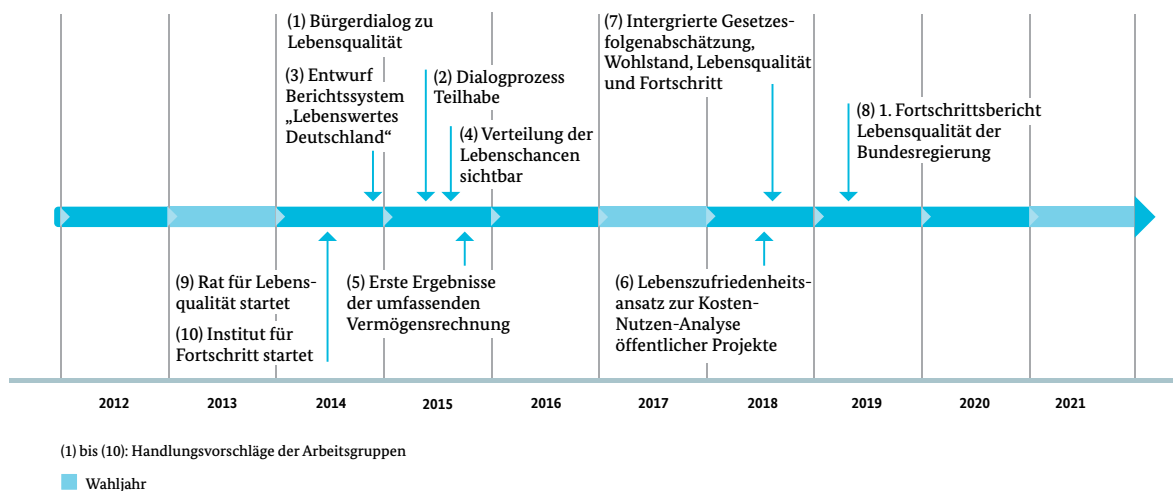 (1) Bürgerdialog zu
Lebensqualität
(3) Entwurf
Berichtssystem
„Lebenswertes
Deutschland“
(2) Dialogprozess
Teilhabe
(4) Verteilung der
Lebenschancen
sichtbar
(7) Intergrierte Gesetzes-
folgenabschätzung,
Wohlstand, Lebensqualität
und Fortschritt
(8) 1. Fortschrittsbericht
Lebensqualität der
Bundesregierung
(9) Rat für Lebens-
qualität startet
(10) Institut für
Fortschritt startet
(5) Erste Ergebnisse
der umfassenden
Vermögensrechnung
(6) Lebenszufriedenheits-
ansatz zur Kosten-
Nutzen-Analyse
öffentlicher Projekte
2012 2013 2014 2015 2016 2017 2018 2019 2020 2021
(1) bis (10): Handlungsvorschläge der Arbeitsgruppen
Wahljahr